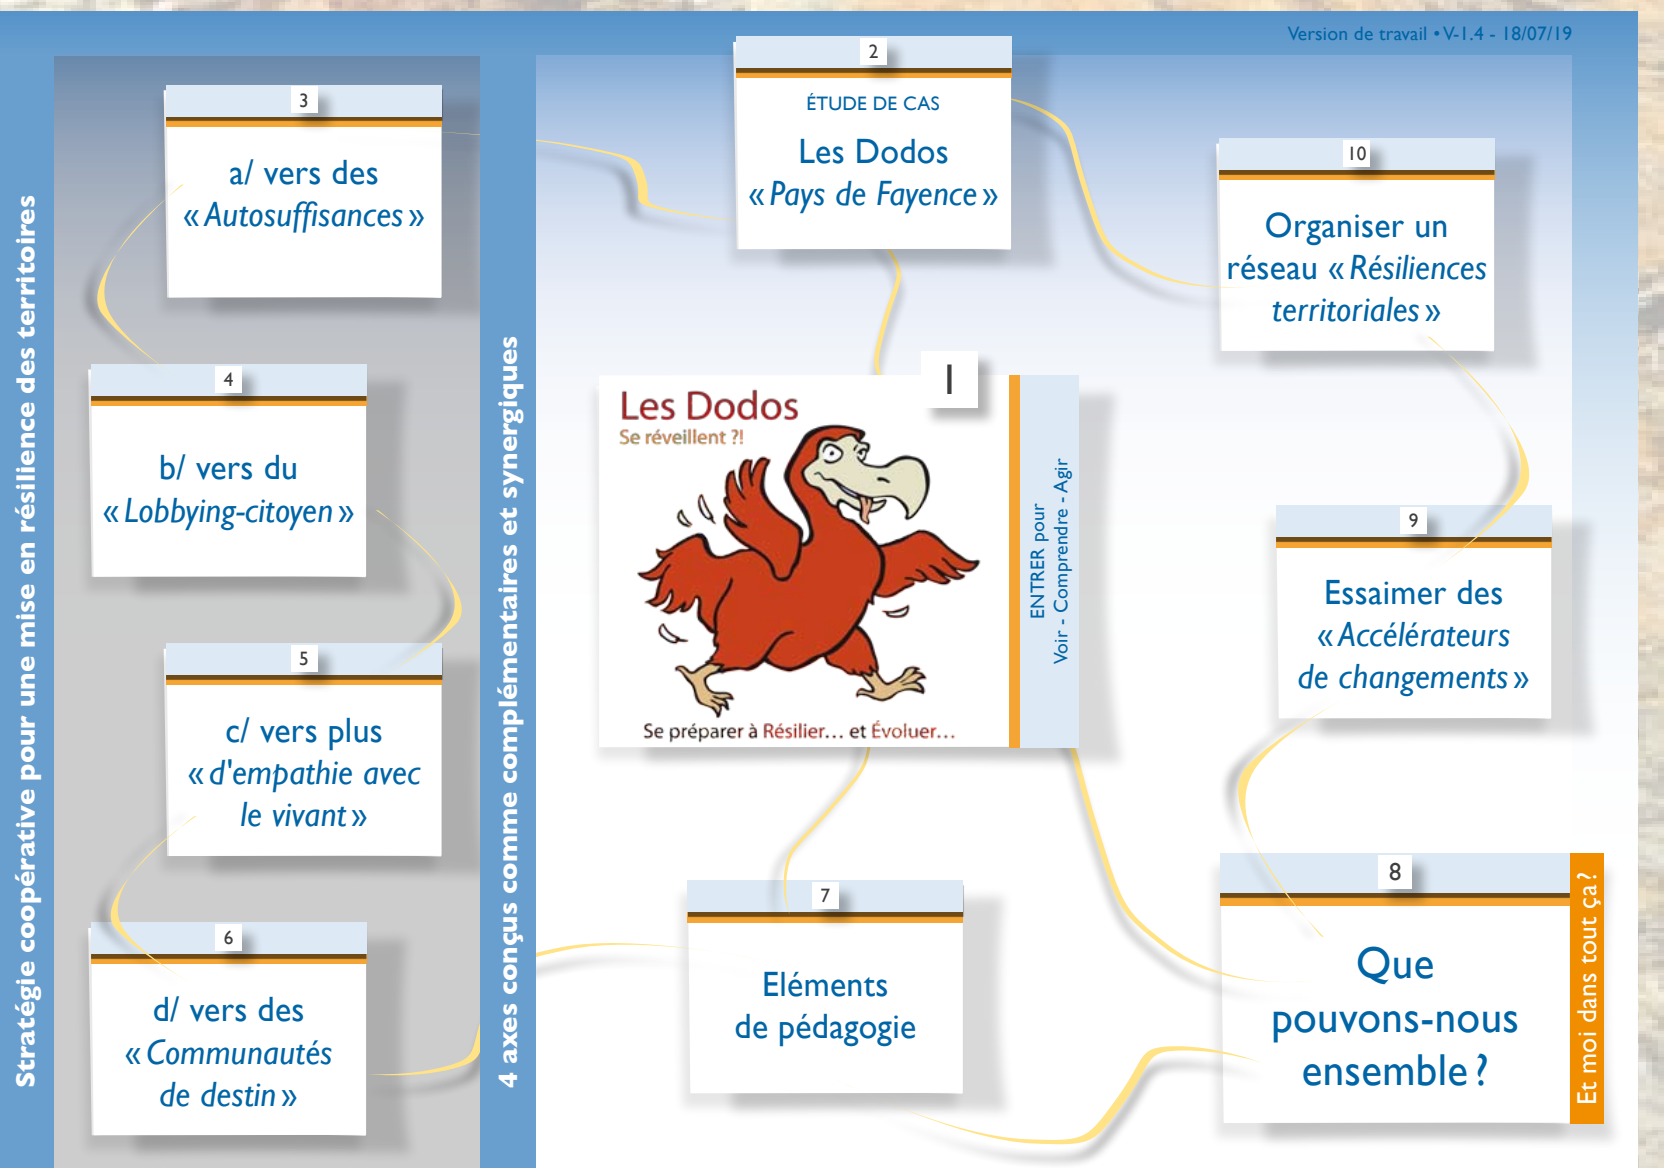 Version de travail • V-1.4 - 18/07/19
Stratégie coopérative pour une mise en résilience des territoires
3
a/ vers des
« Autosuffisances »
4
b/ vers du
« Lobbying-citoyen »
5
c/ vers plus
« d'empathie avec
le vivant »
6
d/ vers des
« Communautés
de destin »
4 axes conçus comme complémentaires et synergiques
2
ÉTUDE DE CAS
Les Dodos
« Pays de Fayence »
1
Les Dodos
Se réveillent ?!
Se préparer à Résilier... et Évoluer...
ENTRER pour
Voir - Comprendre - Agir
7
Eléments
de pédagogie
10
Organiser un
réseau « Résiliences
territoriales »
9
Essaimer des
« Accélérateurs
de changements »
8
Que
pouvons-nous
ensemble ?
Et moi dans tout ça ?